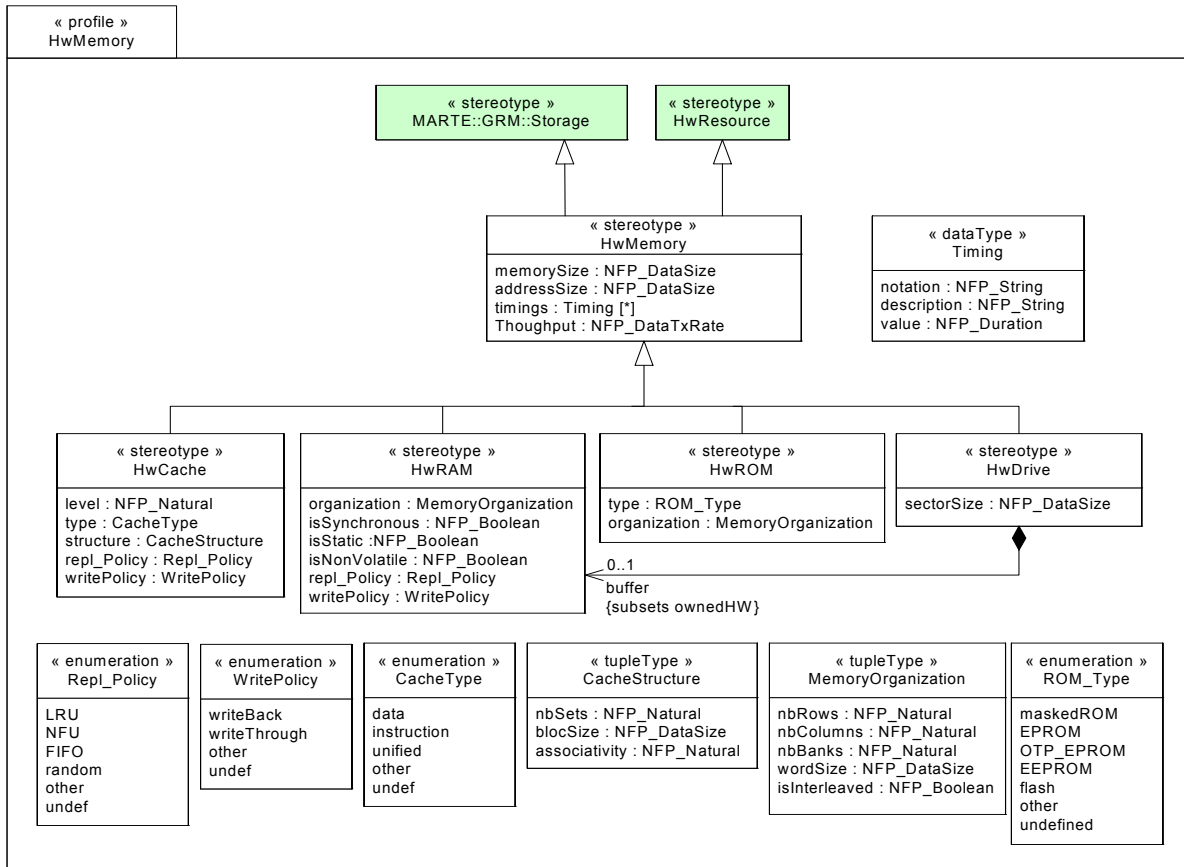 « profile »
HwMemory
« stereotype »
MARTE::GRM::Storage
« stereotype »
HwResource
« stereotype »
HwMemory
memorySize : NFP_DataSize
addressSize : NFP_DataSize
timings : Timing [*]
Thoughput : NFP_DataTxRate
« dataType »
Timing
notation : NFP_String
description : NFP_String
value : NFP_Duration
« stereotype »
HwCache
level : NFP_Natural
type : CacheType
structure : CacheStructure
repl_Policy : Repl_Policy
writePolicy : WritePolicy
« stereotype »
HwRAM
organization : MemoryOrganization
isSynchronous : NFP_Boolean
isStatic :NFP_Boolean
isNonVolatile : NFP_Boolean
repl_Policy : Repl_Policy
writePolicy : WritePolicy
« stereotype »
HwROM
type : ROM_Type
organization : MemoryOrganization
« stereotype »
HwDrive
sectorSize : NFP_DataSize
0..1
buffer
{subsets ownedHW}
« enumeration »
Repl_Policy
LRU
NFU
FIFO
random
other
undef
« enumeration »
WritePolicy
writeBack
writeThrough
other
undef
« enumeration »
CacheType
data
instruction
unified
other
undef
« tupleType »
CacheStructure
nbSets : NFP_Natural
blocSize : NFP_DataSize
associativity : NFP_Natural
« tupleType »
MemoryOrganization
nbRows : NFP_Natural
nbColumns : NFP_Natural
nbBanks : NFP_Natural
wordSize : NFP_DataSize
isInterleaved : NFP_Boolean
« enumeration »
ROM_Type
maskedROM
EPROM
OTP_EPROM
EEPROM
flash
other
undefined